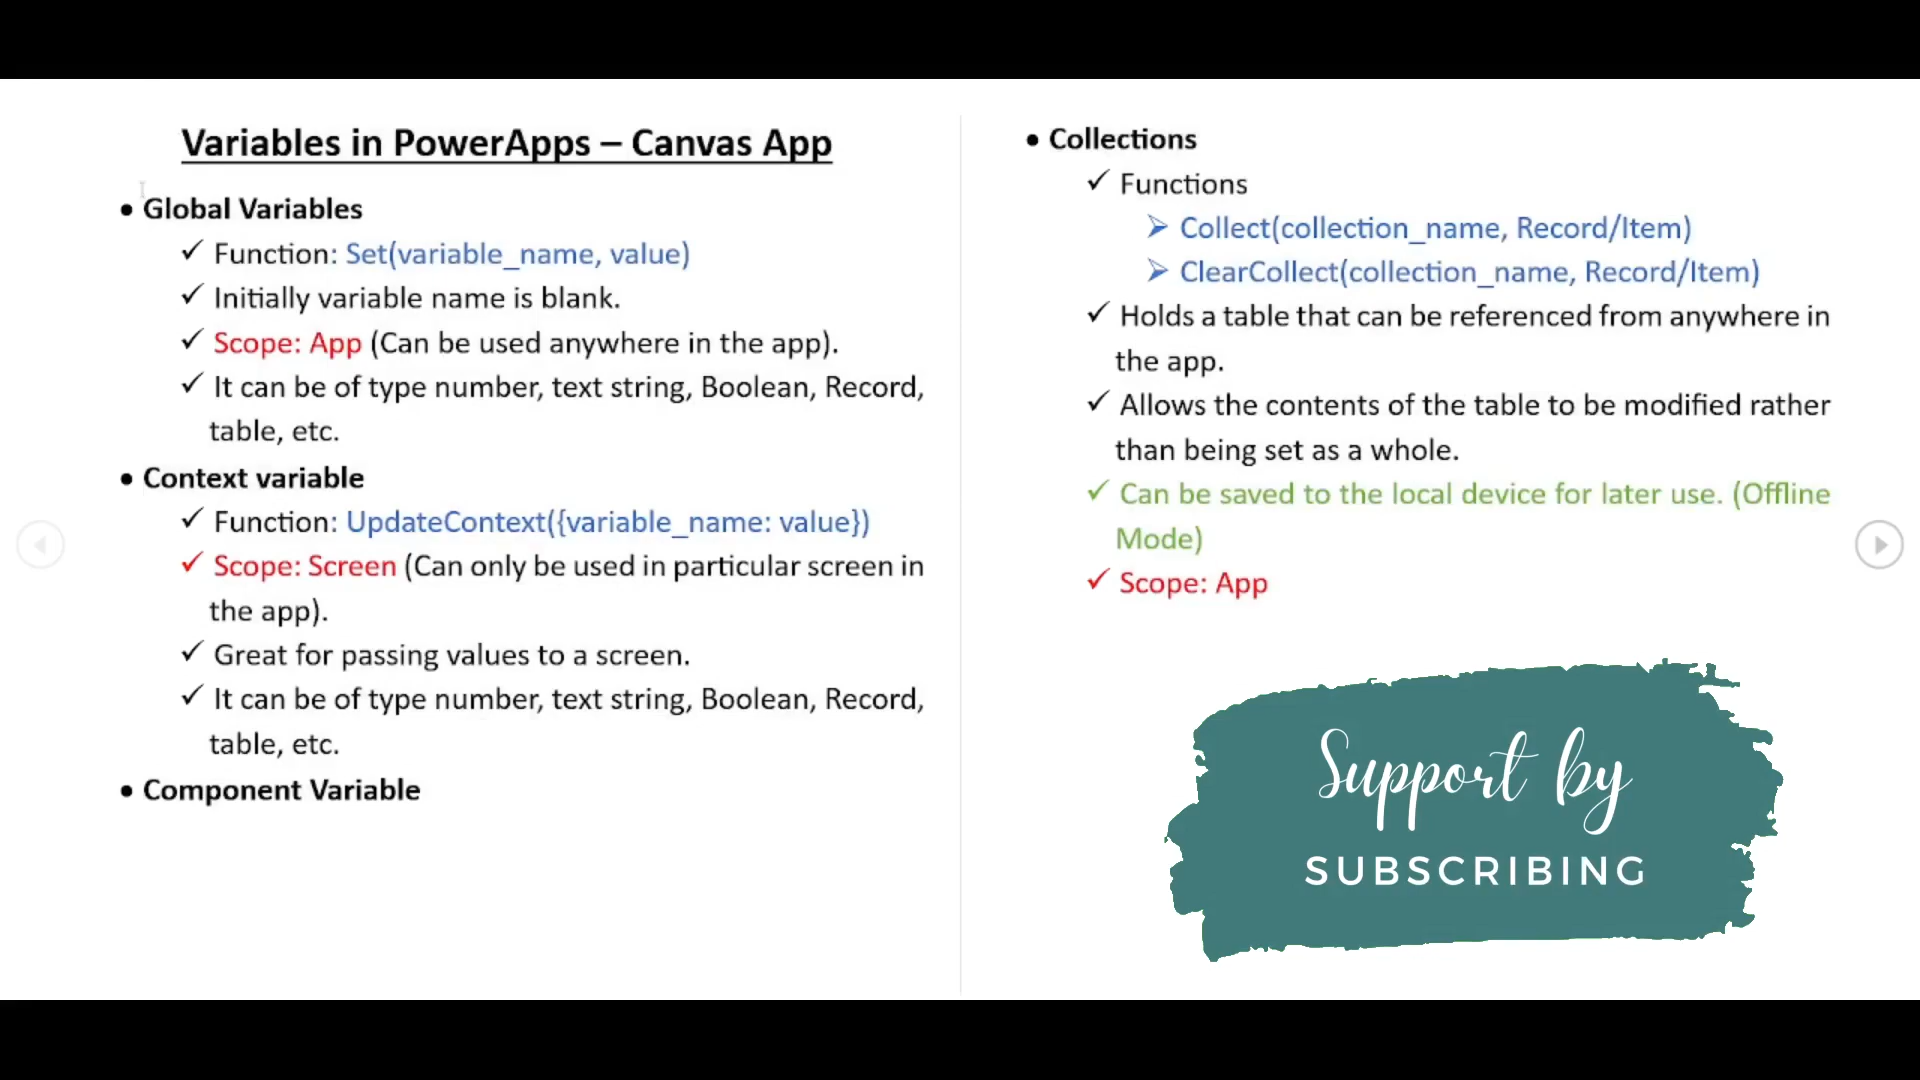 Variables in PowerApps – Canvas App
• Global Variables
✓ Function: Set(variable_name, value)
✓ Initially variable name is blank.
✓ Scope: App (Can be used anywhere in the app).
✓ It can be of type number, text string, Boolean, Record,
table, etc.
• Context variable
✓ Function: UpdateContext({variable_name: value})
✓ Scope: Screen (Can only be used in particular screen in
the app).
✓ Great for passing values to a screen.
✓ It can be of type number, text string, Boolean, Record,
table, etc.
• Component Variable
• Collections
✓ Functions
➢ Collect(collection_name, Record/Item)
➢ ClearCollect(collection_name, Record/Item)
✓ Holds a table that can be referenced from anywhere in
the app.
✓ Allows the contents of the table to be modified rather
than being set as a whole.
✓ Can be saved to the local device for later use. (Offline
Mode)
✓ Scope: App
Support by
SUBSCRIBING